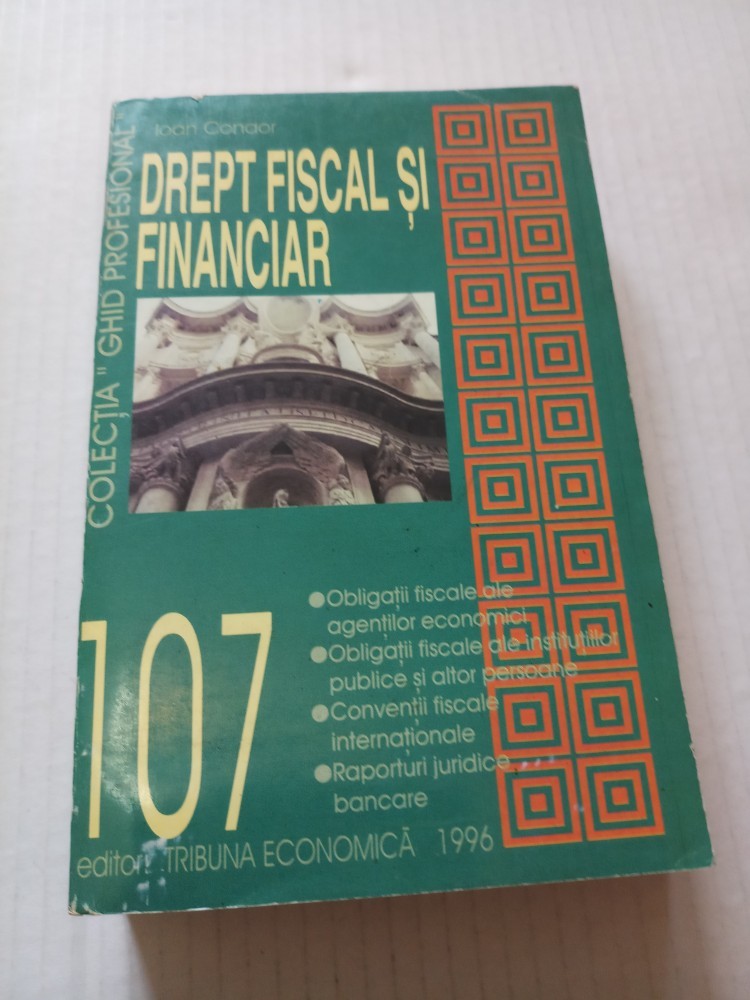 Ioan Condor
DREPT FISCAL ȘI
FINANCIAR
COLECȚIA " GHID PROFESIONAL "
107
●Obligații fiscale ale
agenților economici
●Obligații fiscale ale instituțiilor
publice și altor persoane
●Convenții fiscale
internaționale
●Raporturi juridice
bancare
editor TRIBUNA ECONOMICĂ 1996